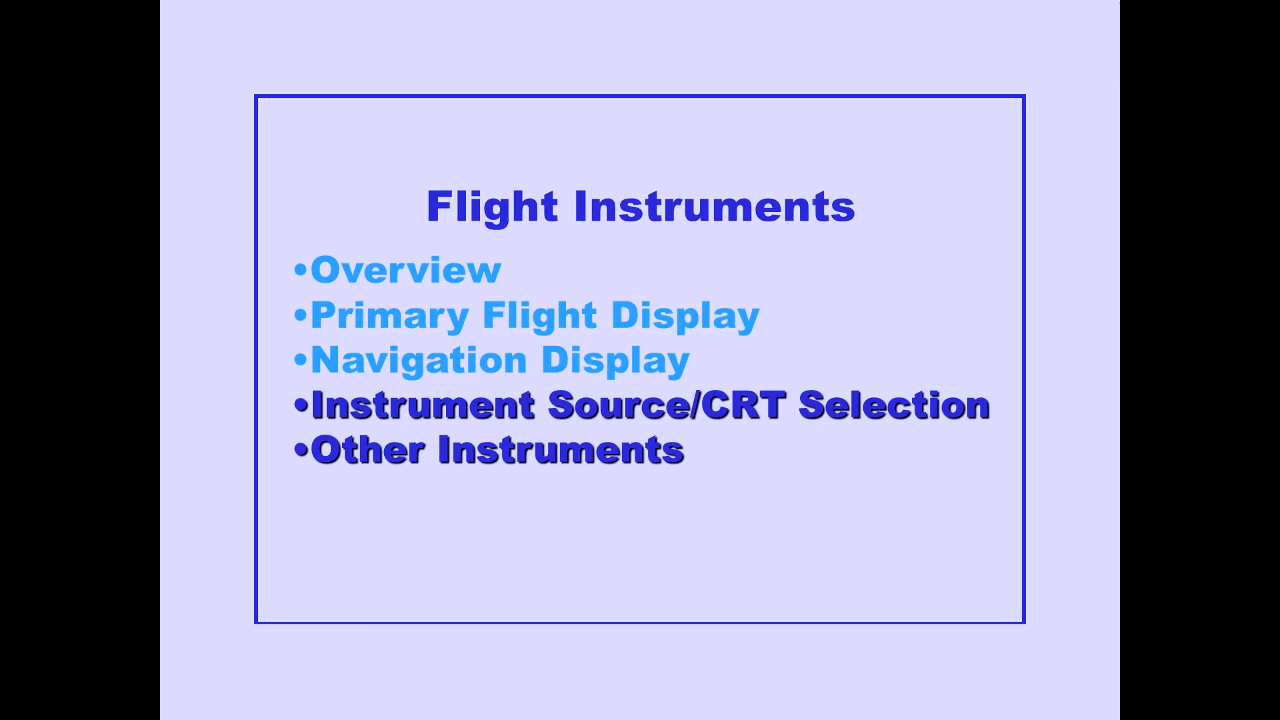 Flight Instruments
•Overview
•Primary Flight Display
•Navigation Display
•Instrument Source/CRT Selection
•Other Instruments